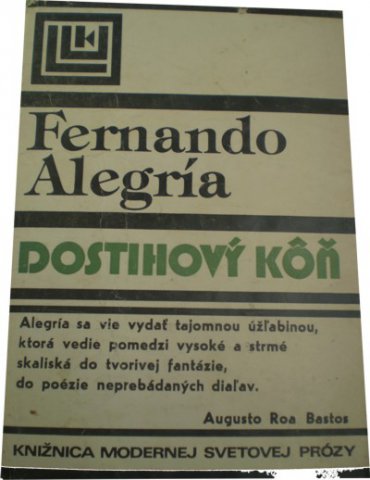 Fernando
Alegría
DOSTIHOVÝ KÔŇ
Alegría sa vie vydať tajomnou úžľabinou,
ktorá vedie pomedzi vysoké a strmé
skaliská do tvorivej fantázie,
do poézie neprebádaných diaľav.
Augusto Roa Bastos
KNIŽNICA MODERNEJ SVETOVEJ PRÓZY